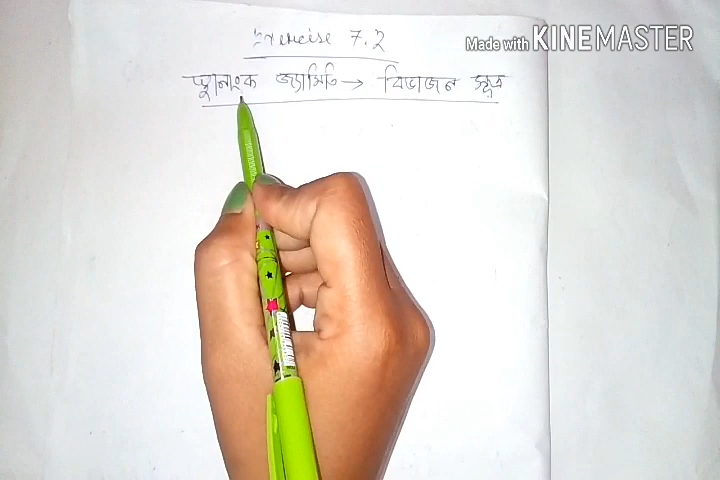 Exercise 7.2
Made with KINEMASTER
স্থানাংক জ্যামিতি → বিভাজন সূত্ৰ